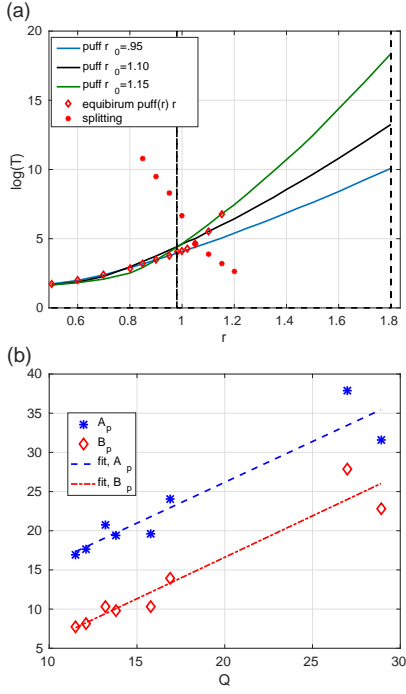 (a)
20
15
10
5
0
log(T)
puff r 0=.95
puff r 0=1.10
puff r 0=1.15
equibirum puff(r) r
splitting
0.6 0.8 1 1.2 1.4 1.6 1.8
r
(b)
40
35
30
25
20
15
10
5
A p
B p
fit, A p
fit, B p
10 15 20 25 30
Q